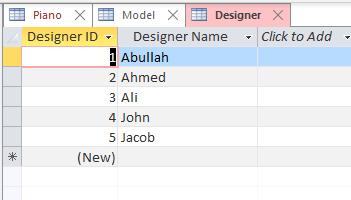 Piano Model Designer
Designer ID Designer Name Click to Add
1 Abullah
2 Ahmed
3 Ali
4 John
5 Jacob
(New)